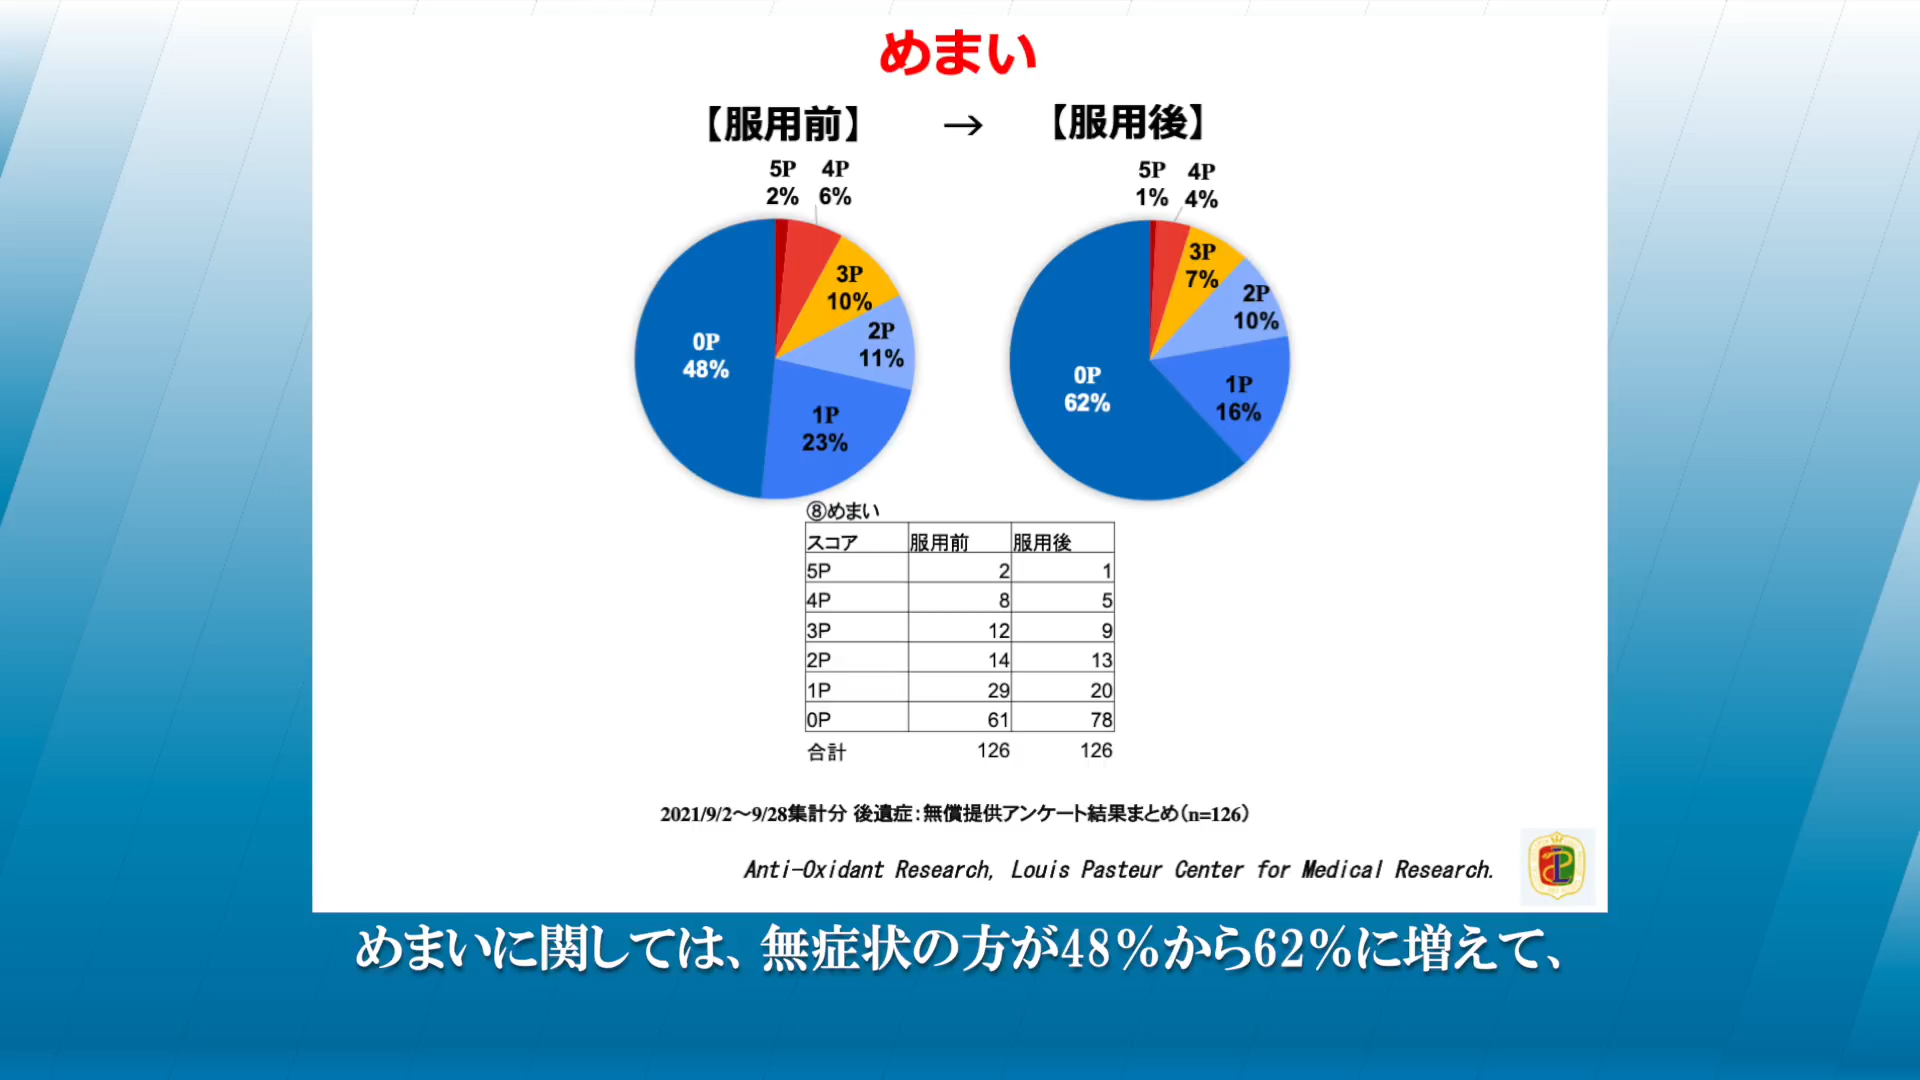 めまい
【服用前】 → 【服用後】
5P 4P
2% 6%
3P
10%
2P
11%
1P
23%
0P
48%
5P 4P
1% 4%
3P
7%
2P
10%
1P
16%
0P
62%
⑧めまい
スコア 服用前 服用後
5P 2 1
4P 8 5
3P 12 9
2P 14 13
1P 29 20
0P 61 78
合計 126 126
2021/9/2〜9/28集計分 後遺症：無償提供アンケート結果まとめ（n=126）
Anti-Oxidant Research, Louis Pasteur Center for Medical Research.
めまいに関しては、無症状の方が48％から62％に増えて、